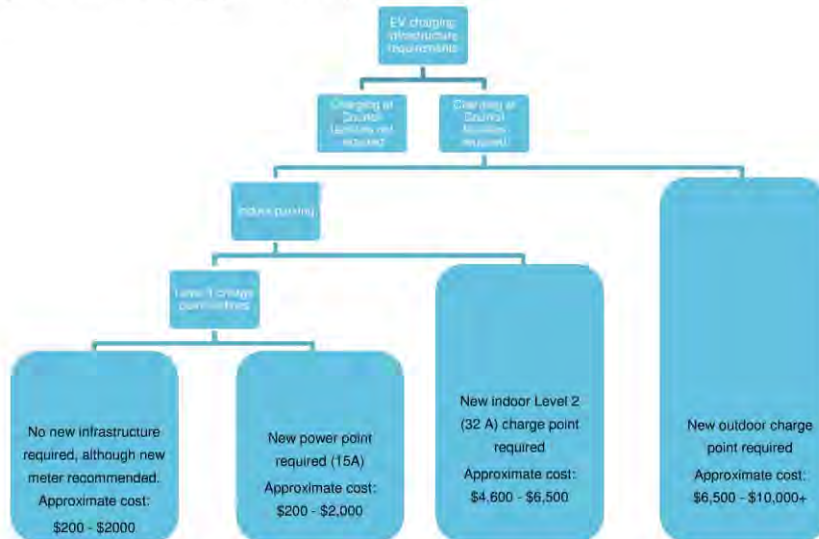 EV charging
infrastructure
requirements
Charging at
Council
facilities not
required
Charging at
Council
facilities
required
Indoor parking
Level 1 charge
point suffices
No new infrastructure
required, although new
meter recommended.
Approximate cost:
$200 - $2000
New power point
required (15A)
Approximate cost:
$200 - $2,000
New indoor Level 2
(32 A) charge point
required
Approximate cost:
$4,600 - $6,500
New outdoor charge
point required
Approximate cost:
$6,500 - $10,000+